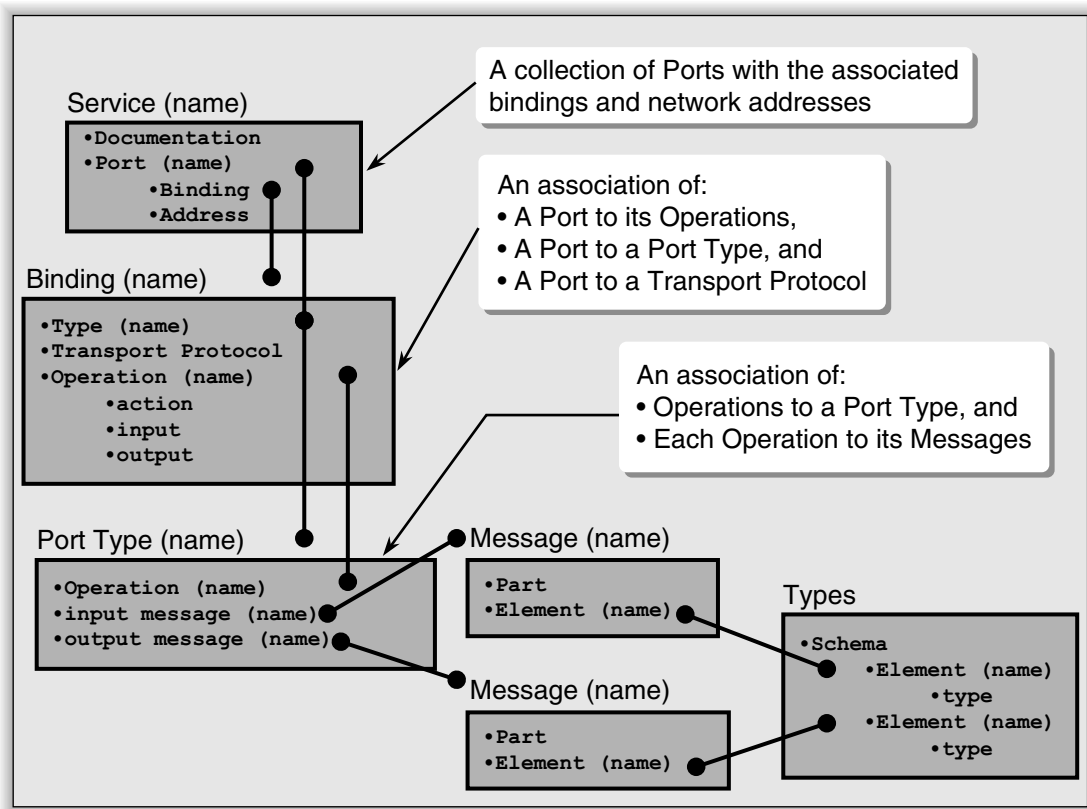 A collection of Ports with the associated
bindings and network addresses
Service (name)
•Documentation
•Port (name)
•Binding
•Address
An association of:
• A Port to its Operations,
• A Port to a Port Type, and
• A Port to a Transport Protocol
Binding (name)
•Type (name)
•Transport Protocol
•Operation (name)
•action
•input
•output
An association of:
• Operations to a Port Type, and
• Each Operation to its Messages
Port Type (name)
•Operation (name)
•input message (name)
•output message (name)
Message (name)
•Part
•Element (name)
Message (name)
•Part
•Element (name)
Types
•Schema
•Element (name)
•type
•Element (name)
•type